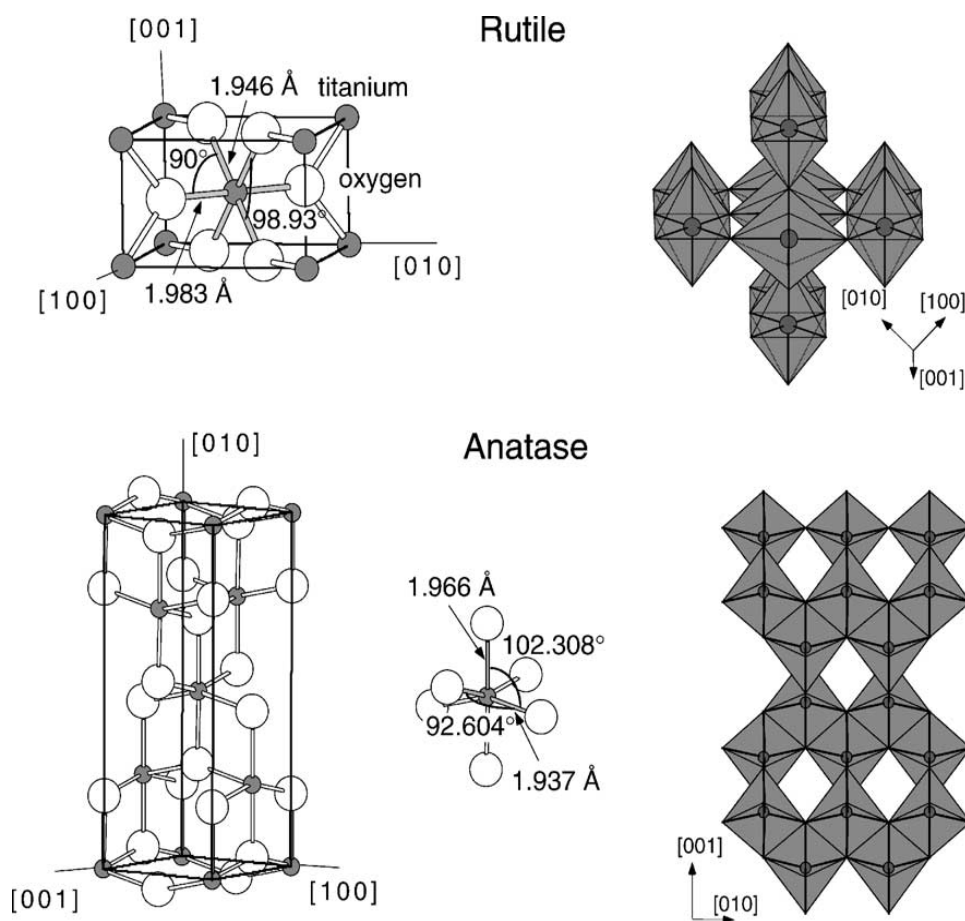 Rutile
[001]
1.946 Å
titanium
90°
oxygen
98.93°
[010]
[100]
1.983 Å
[010]
[100]
[001]
Anatase
[010]
1.966 Å
102.308°
92.604°
1.937 Å
[001]
[100]
[001]
[010]